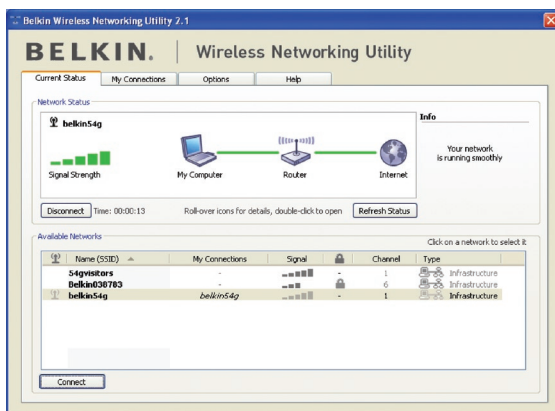 Belkin Wireless Networking Utility 2.1
BELKIN. Wireless Networking Utility
Current Status My Connections Options Help
Network Status
belkin54g
Info
Your network
is running smoothly
Signal Strength My Computer Router Internet
Disconnect Time: 00:00:13 Roll-over icons for details, double-click to open Refresh Status
Available Networks
Click on a network to select it
Name (SSID) My Connections Signal Channel Type
54gvisitors - - 1 Infrastructure
Belkin038783 - 6 Infrastructure
belkin54g belkin54g - 1 Infrastructure
Connect